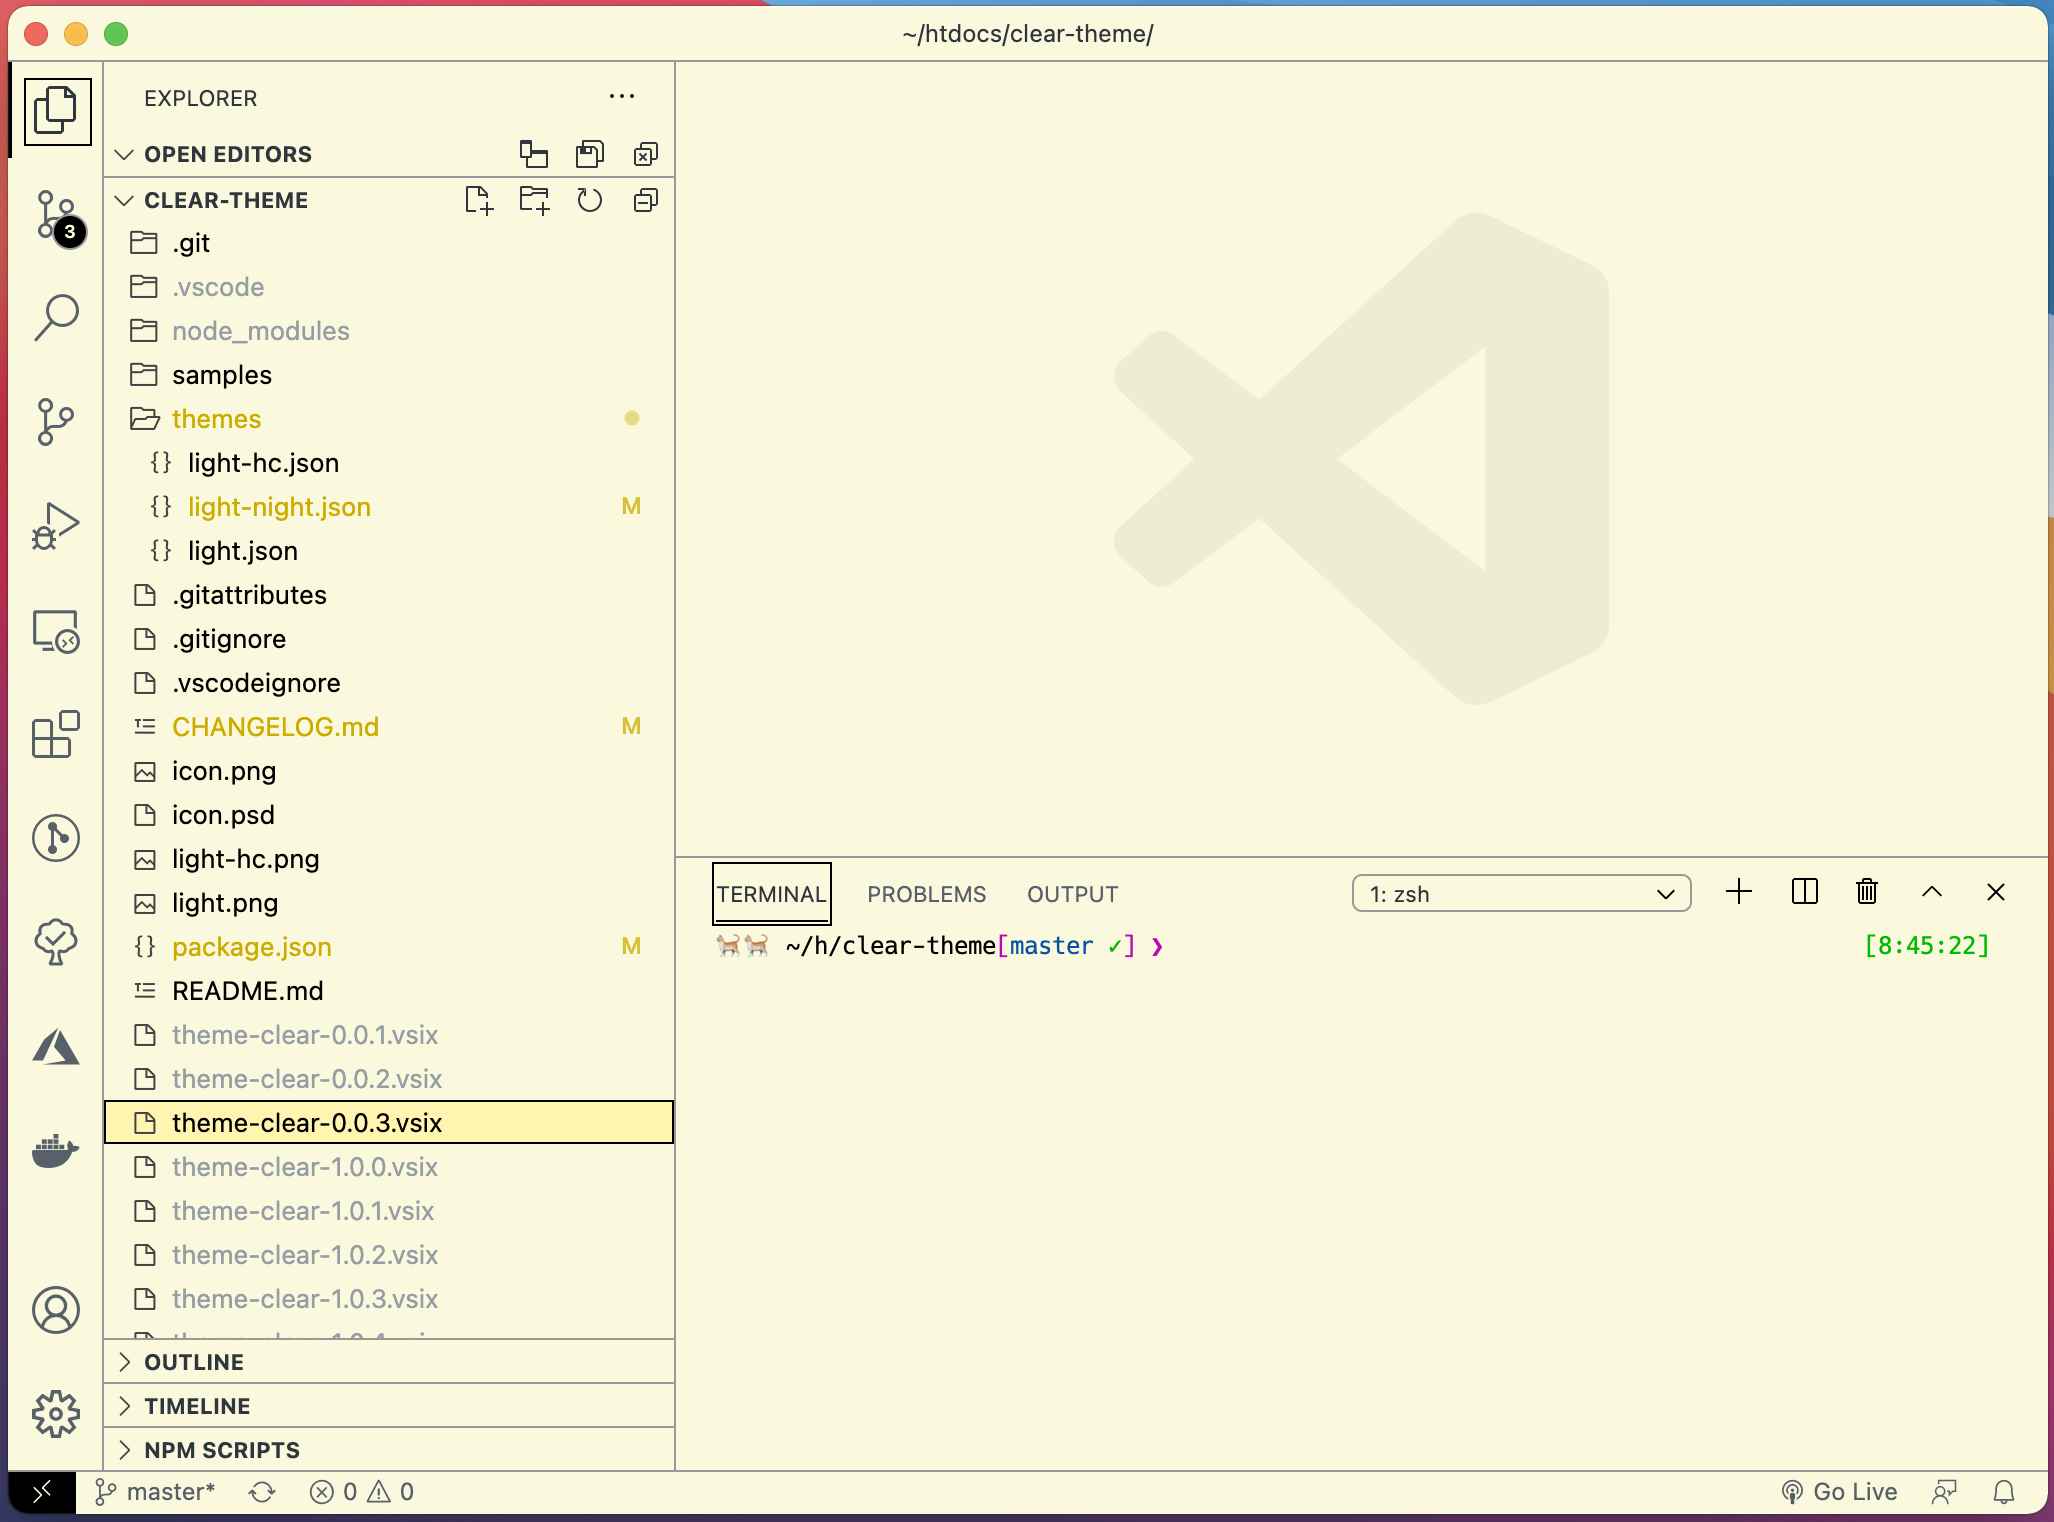 ~/htdocs/clear-theme/
EXPLORER
OPEN EDITORS
CLEAR-THEME
3
.git
.vscode
node_modules
samples
themes
light-hc.json
light-night.json M
light.json
.gitattributes
.gitignore
.vscodeignore
CHANGELOG.md M
icon.png
icon.psd
light-hc.png
light.png
package.json M
README.md
theme-clear-0.0.1.vsix
theme-clear-0.0.2.vsix
theme-clear-0.0.3.vsix
theme-clear-1.0.0.vsix
theme-clear-1.0.1.vsix
theme-clear-1.0.2.vsix
theme-clear-1.0.3.vsix
OUTLINE
TIMELINE
NPM SCRIPTS
TERMINAL PROBLEMS OUTPUT 1: zsh
~/h/clear-theme[master ✓] ❯ [8:45:22]
master* 0 0 Go Live